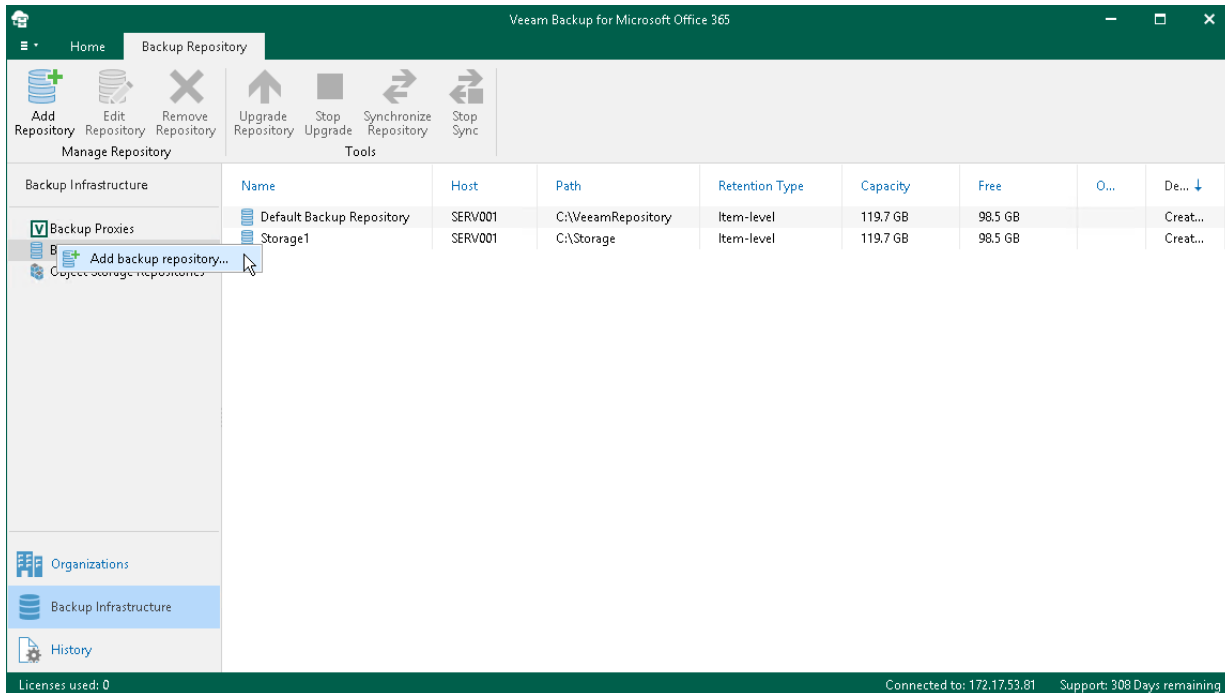 Veeam Backup for Microsoft Office 365
Home Backup Repository
Add Repository Edit Repository Remove Repository Upgrade Repository Stop Upgrade Synchronize Repository Stop Sync
Manage Repository Tools
Backup Infrastructure
Name Host Path Retention Type Capacity Free O... De...
Default Backup Repository SERV001 C:\VeeamRepository Item-level 119.7 GB 98.5 GB Creat...
Storage1 SERV001 C:\Storage Item-level 119.7 GB 98.5 GB Creat...
Backup Proxies
B
Add backup repository...
Object Storage Repositories
Organizations
Backup Infrastructure
History
Licenses used: 0 Connected to: 172.17.53.81 Support: 308 Days remaining